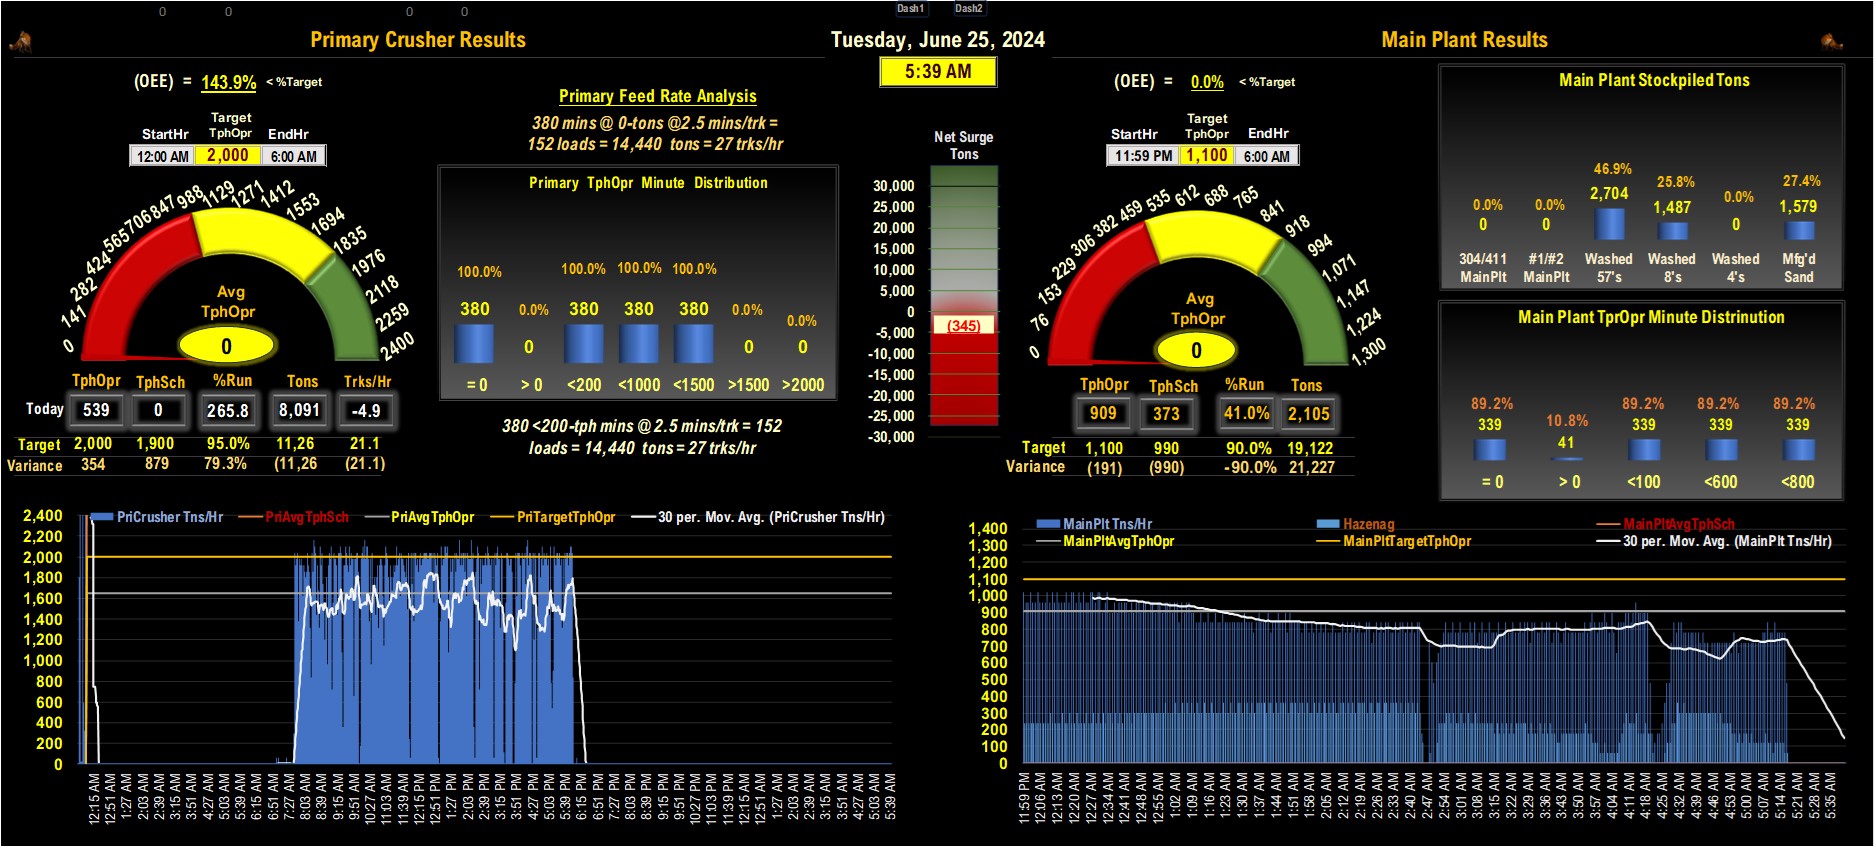 0 0 0 0 Dash1 Dash2
Primary Crusher Results
Tuesday, June 25, 2024
Main Plant Results
5:39 AM
(OEE) = 143.9% < %Target
Target
StartHr TphOpr EndHr
12:00 AM 2,000 6:00 AM
0 141 282 424 565 706 847 988 1129 1271 1412 1553 1694 1835 1976 2118 2259 2400
Avg
TphOpr
0
TphOpr TphSch %Run Tons Trks/Hr
Today 539 0 265.8 8,091 -4.9
Target 2,000 1,900 95.0% 11,26 21.1
Variance 354 879 79.3% (11,26 (21.1)
Primary Feed Rate Analysis
380 mins @ 0-tons @2.5 mins/trk =
152 loads = 14,440 tons = 27 trks/hr
Primary TphOpr Minute Distribution
100.0% 0.0% 100.0% 100.0% 100.0% 0.0% 0.0%
380 0 380 380 380 0 0
= 0 > 0 <200 <1000 <1500 >1500 >2000
380 <200-tph mins @ 2.5 mins/trk = 152
loads = 14,440 tons = 27 trks/hr
Net Surge
Tons
30,000
25,000
20,000
15,000
10,000
5,000
0
(345)
-5,000
-10,000
-15,000
-20,000
-25,000
-30,000
(OEE) = 0.0% < %Target
Target
StartHr TphOpr EndHr
11:59 PM 1,100 6:00 AM
0 76 153 229 306 382 459 535 612 688 765 841 918 994 1,071 1,147 1,224 1,300
Avg
TphOpr
0
TphOpr TphSch %Run Tons
909 373 41.0% 2,105
Target 1,100 990 90.0% 19,122
Variance (191) (990) -90.0% 21,227
Main Plant Stockpiled Tons
0.0% 0.0% 46.9% 25.8% 0.0% 27.4%
0 0 2,704 1,487 0 1,579
304/411 #1/#2 Washed Washed Washed Mfg'd
MainPlt MainPlt 57's 8's 4's Sand
Main Plant TprOpr Minute Distrinution
89.2% 10.8% 89.2% 89.2% 89.2%
339 41 339 339 339
= 0 > 0 <100 <600 <800
PriCrusher Tns/Hr PriAvgTphSch PriAvgTphOpr PriTargetTphOpr 30 per. Mov. Avg. (PriCrusher Tns/Hr)
2,400
2,200
2,000
1,800
1,600
1,400
1,200
1,000
800
600
400
200
0
12:15 AM 12:51 AM 1:27 AM 2:03 AM 2:39 AM 3:15 AM 3:51 AM 4:27 AM 5:03 AM 5:39 AM 6:15 AM 6:51 AM 7:27 AM 8:03 AM 8:39 AM 9:15 AM 9:51 AM 10:27 AM 11:03 AM 11:39 AM 12:15 PM 12:51 PM 1:27 PM 2:03 PM 2:39 PM 3:15 PM 3:51 PM 4:27 PM 5:03 PM 5:39 PM 6:15 PM 6:51 PM 7:27 PM 8:03 PM 8:39 PM 9:15 PM 9:51 PM 10:27 PM 11:03 PM 11:39 PM 12:15 AM 12:51 AM 1:27 AM 2:03 AM 2:39 AM 3:15 AM 3:51 AM 4:27 AM 5:03 AM 5:39 AM
MainPlt Tns/Hr Hazenag MainPltAvgTphSch
MainPltAvgTphOpr MainPltTargetTphOpr 30 per. Mov. Avg. (MainPlt Tns/Hr)
1,400
1,300
1,200
1,100
1,000
900
800
700
600
500
400
300
200
100
0
11:59 PM 12:06 AM 12:13 AM 12:20 AM 12:27 AM 12:34 AM 12:41 AM 12:48 AM 12:55 AM 1:02 AM 1:09 AM 1:16 AM 1:23 AM 1:30 AM 1:37 AM 1:44 AM 1:51 AM 1:58 AM 2:05 AM 2:12 AM 2:19 AM 2:26 AM 2:33 AM 2:40 AM 2:47 AM 2:54 AM 3:01 AM 3:08 AM 3:15 AM 3:22 AM 3:29 AM 3:36 AM 3:43 AM 3:50 AM 3:57 AM 4:04 AM 4:11 AM 4:18 AM 4:25 AM 4:32 AM 4:39 AM 4:46 AM 4:53 AM 5:00 AM 5:07 AM 5:14 AM 5:21 AM 5:28 AM 5:35 AM